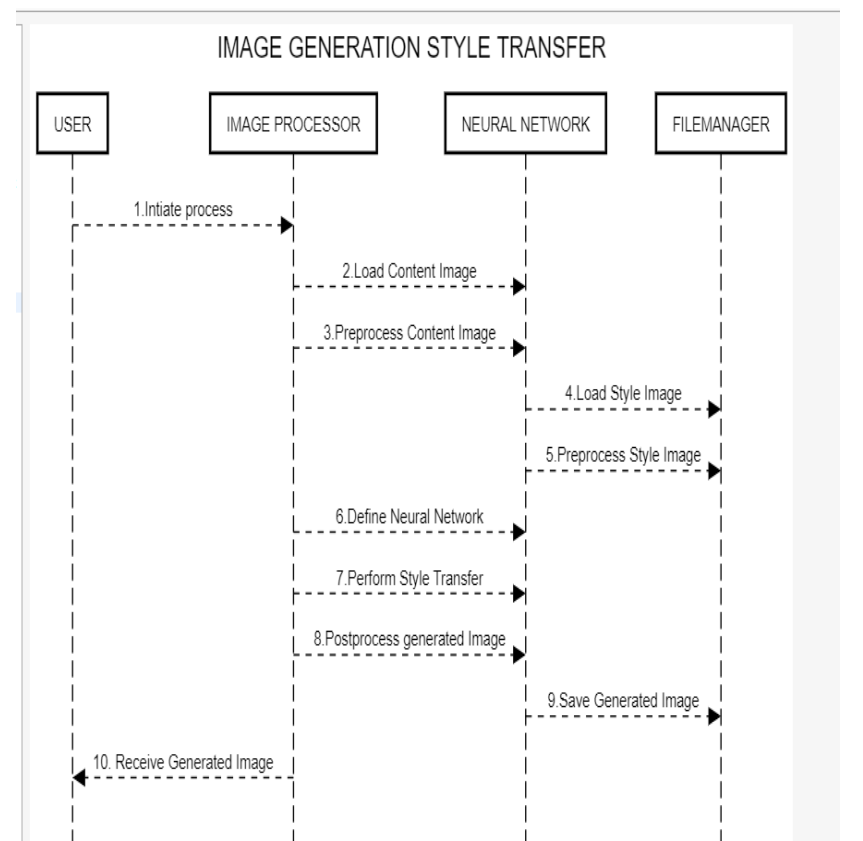 IMAGE GENERATION STYLE TRANSFER
USER
IMAGE PROCESSOR
NEURAL NETWORK
FILEMANAGER
1.Intiate process
2.Load Content Image
3.Preprocess Content Image
4.Load Style Image
5.Preprocess Style Image
6.Define Neural Network
7.Perform Style Transfer
8.Postprocess generated Image
9.Save Generated Image
10. Receive Generated Image